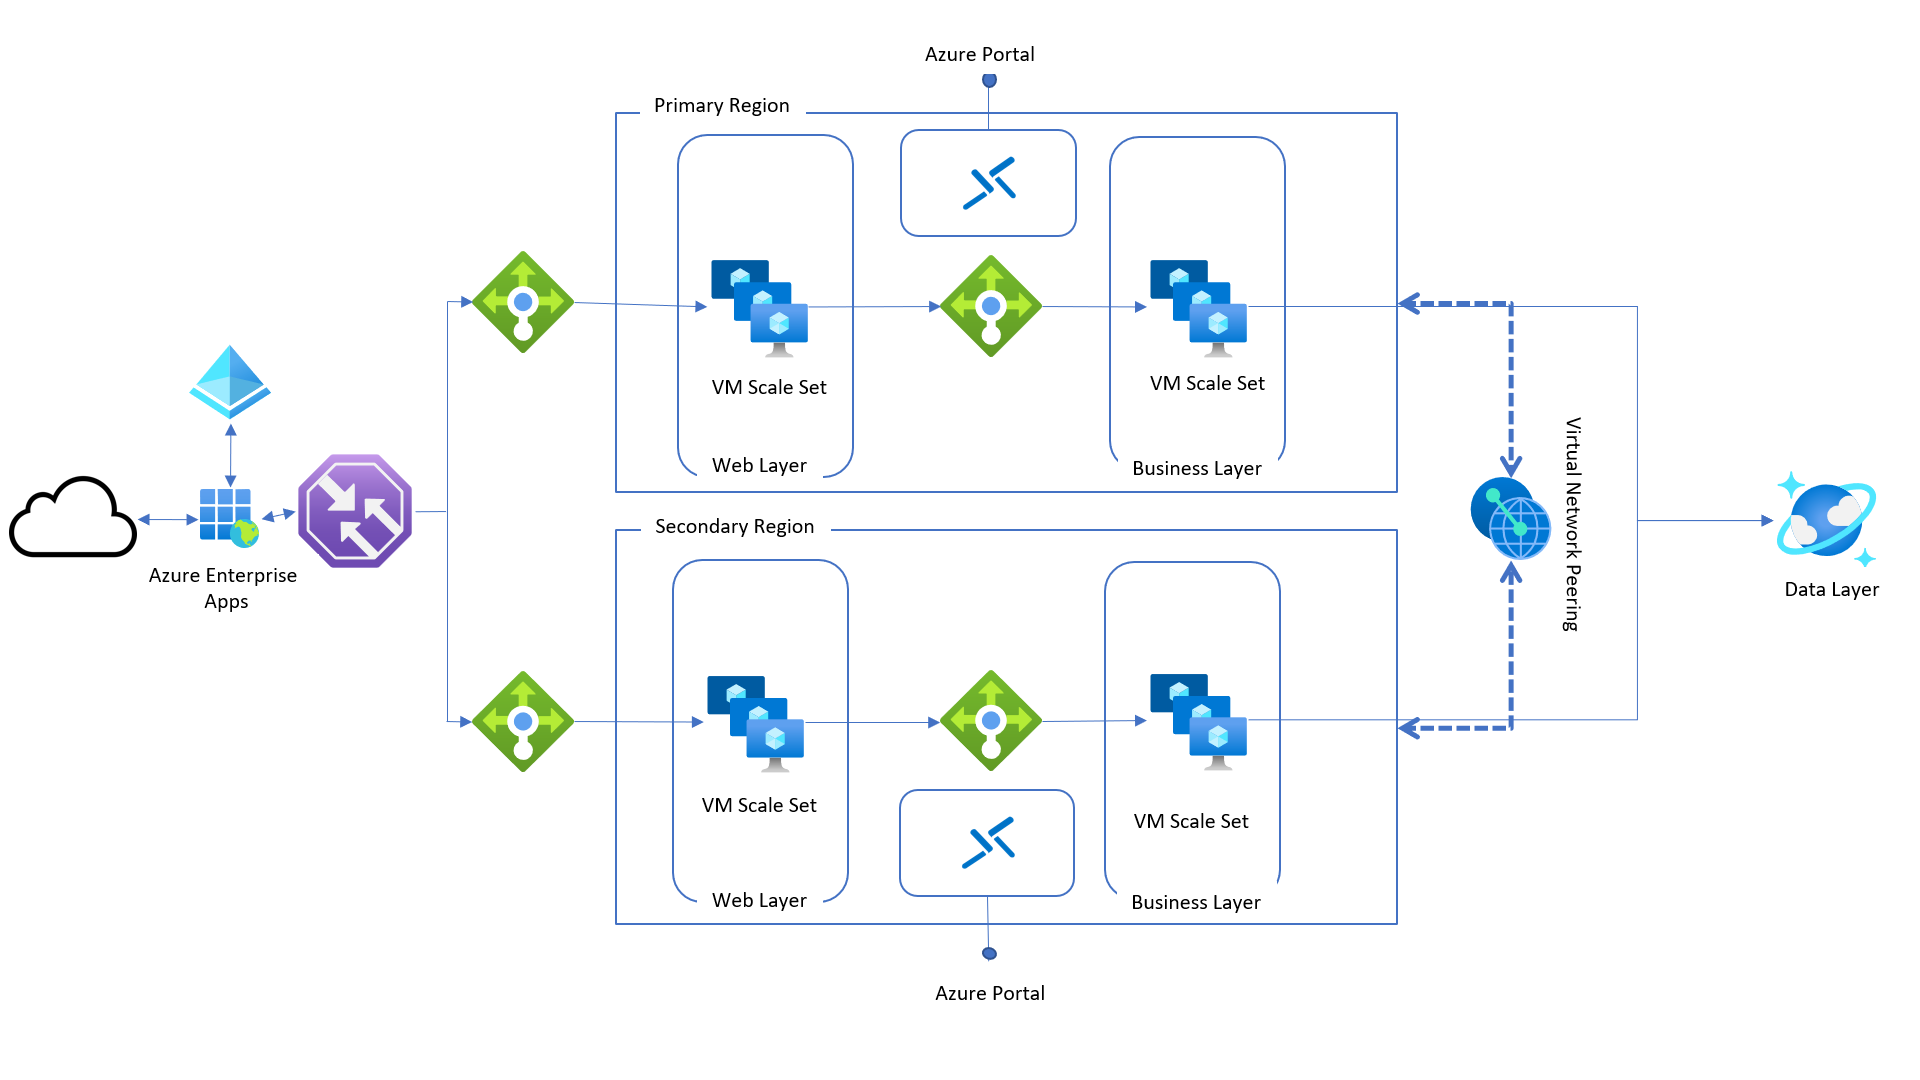 Azure Portal
Primary Region
VM Scale Set
VM Scale Set
Web Layer
Business Layer
Azure Enterprise
Apps
Virtual Network Peering
Data Layer
Secondary Region
VM Scale Set
VM Scale Set
Web Layer
Business Layer
Azure Portal